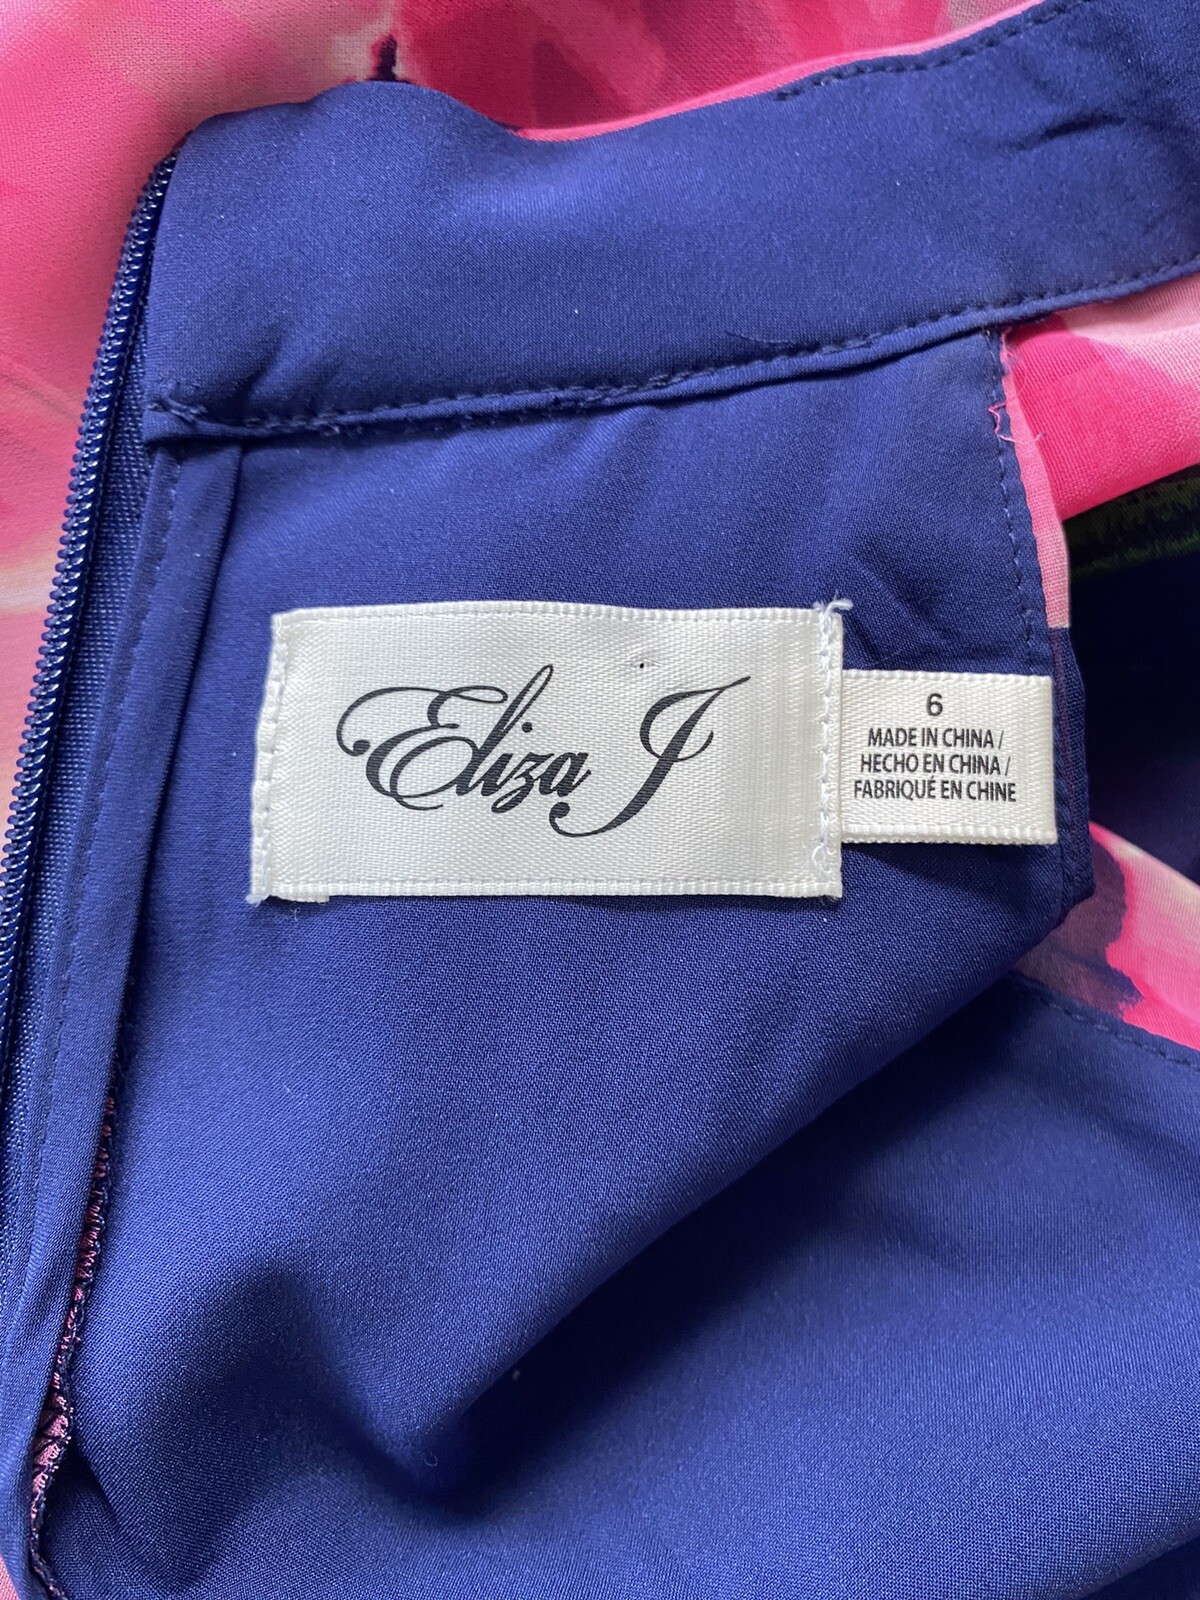 Eliza J
6
MADE IN CHINA /
HECHO EN CHINA /
FABRIQUÉ EN CHINE